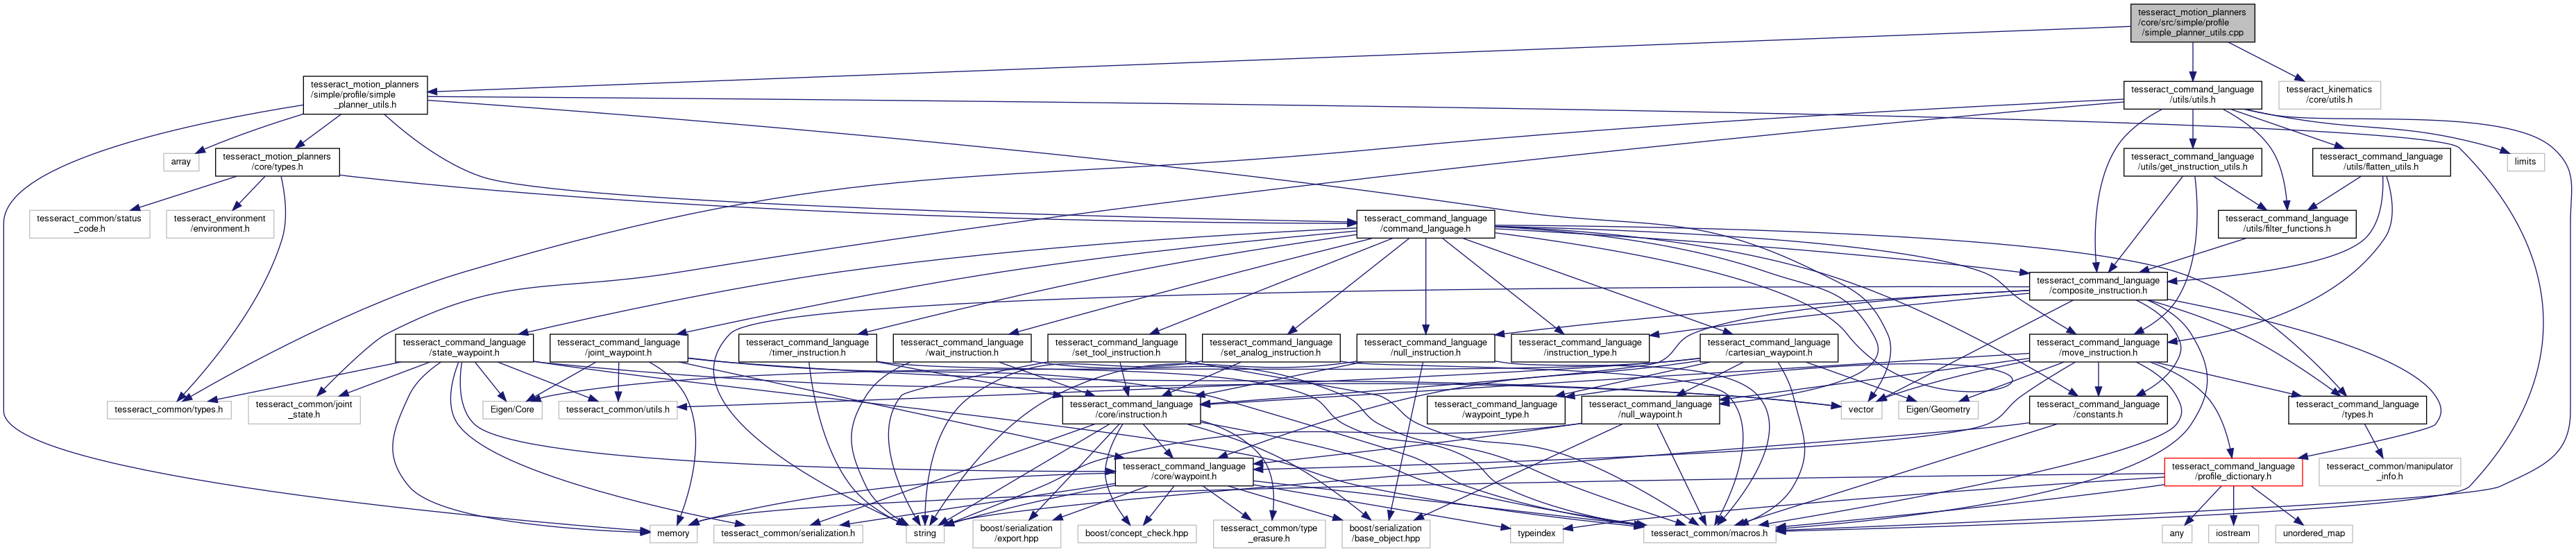 tesseract_motion_planners
/core/src/simple/profile
/simple_planner_utils.cpp
tesseract_motion_planners
/simple/profile/simple
_planner_utils.h
tesseract_command_language
/utils/utils.h
tesseract_kinematics
/core/utils.h
array
tesseract_motion_planners
/core/types.h
tesseract_command_language
/utils/get_instruction_utils.h
tesseract_command_language
/utils/flatten_utils.h
limits
tesseract_common/status
_code.h
tesseract_environment
/environment.h
tesseract_command_language
/command_language.h
tesseract_command_language
/utils/filter_functions.h
tesseract_command_language
/composite_instruction.h
tesseract_command_language
/state_waypoint.h
tesseract_command_language
/joint_waypoint.h
tesseract_command_language
/timer_instruction.h
tesseract_command_language
/wait_instruction.h
tesseract_command_language
/set_tool_instruction.h
tesseract_command_language
/set_analog_instruction.h
tesseract_command_language
/null_instruction.h
tesseract_command_language
/instruction_type.h
tesseract_command_language
/cartesian_waypoint.h
tesseract_command_language
/move_instruction.h
tesseract_common/types.h
tesseract_common/joint
_state.h
Eigen/Core
tesseract_common/utils.h
tesseract_command_language
/core/instruction.h
tesseract_command_language
/waypoint_type.h
tesseract_command_language
/null_waypoint.h
vector
Eigen/Geometry
tesseract_command_language
/constants.h
tesseract_command_language
/types.h
tesseract_command_language
/core/waypoint.h
tesseract_command_language
/profile_dictionary.h
tesseract_common/manipulator
_info.h
memory
tesseract_common/serialization.h
string
boost/serialization
/export.hpp
boost/concept_check.hpp
tesseract_common/type
_erasure.h
boost/serialization
/base_object.hpp
typeindex
tesseract_common/macros.h
any
iostream
unordered_map